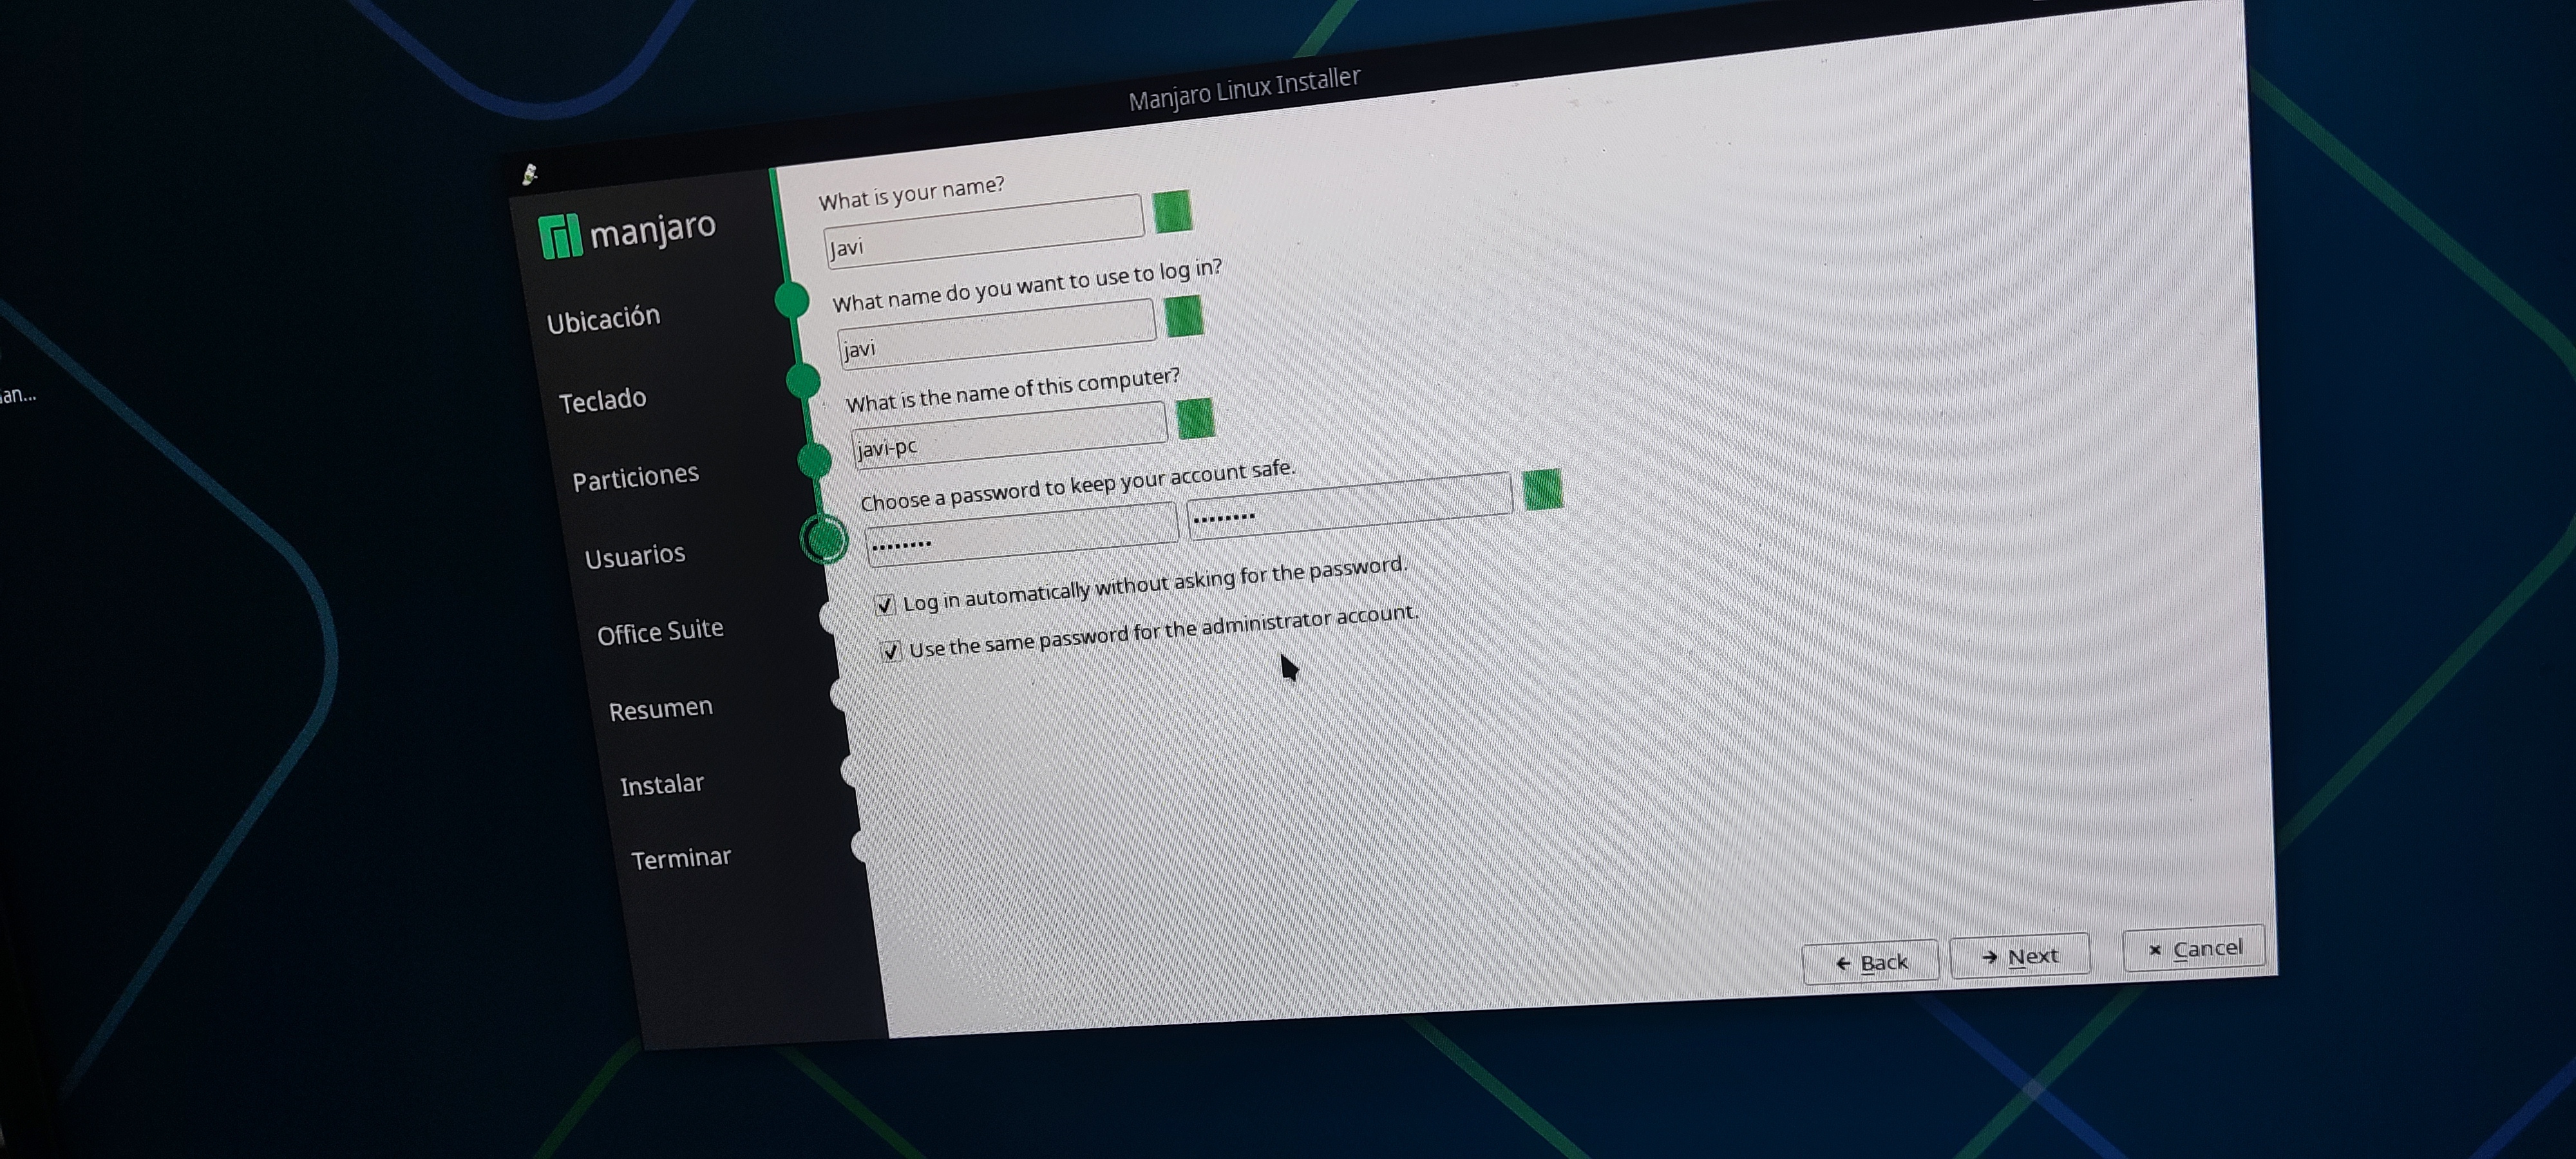 Manjaro Linux Installer
manjaro
Ubicación
Teclado
Particiones
Usuarios
Office Suite
Resumen
Instalar
Terminar
What is your name?
Javi
What name do you want to use to log in?
javi
What is the name of this computer?
javi-pc
Choose a password to keep your account safe.
•••••••• ••••••••
Log in automatically without asking for the password.
Use the same password for the administrator account.
Back Next Cancel
an...